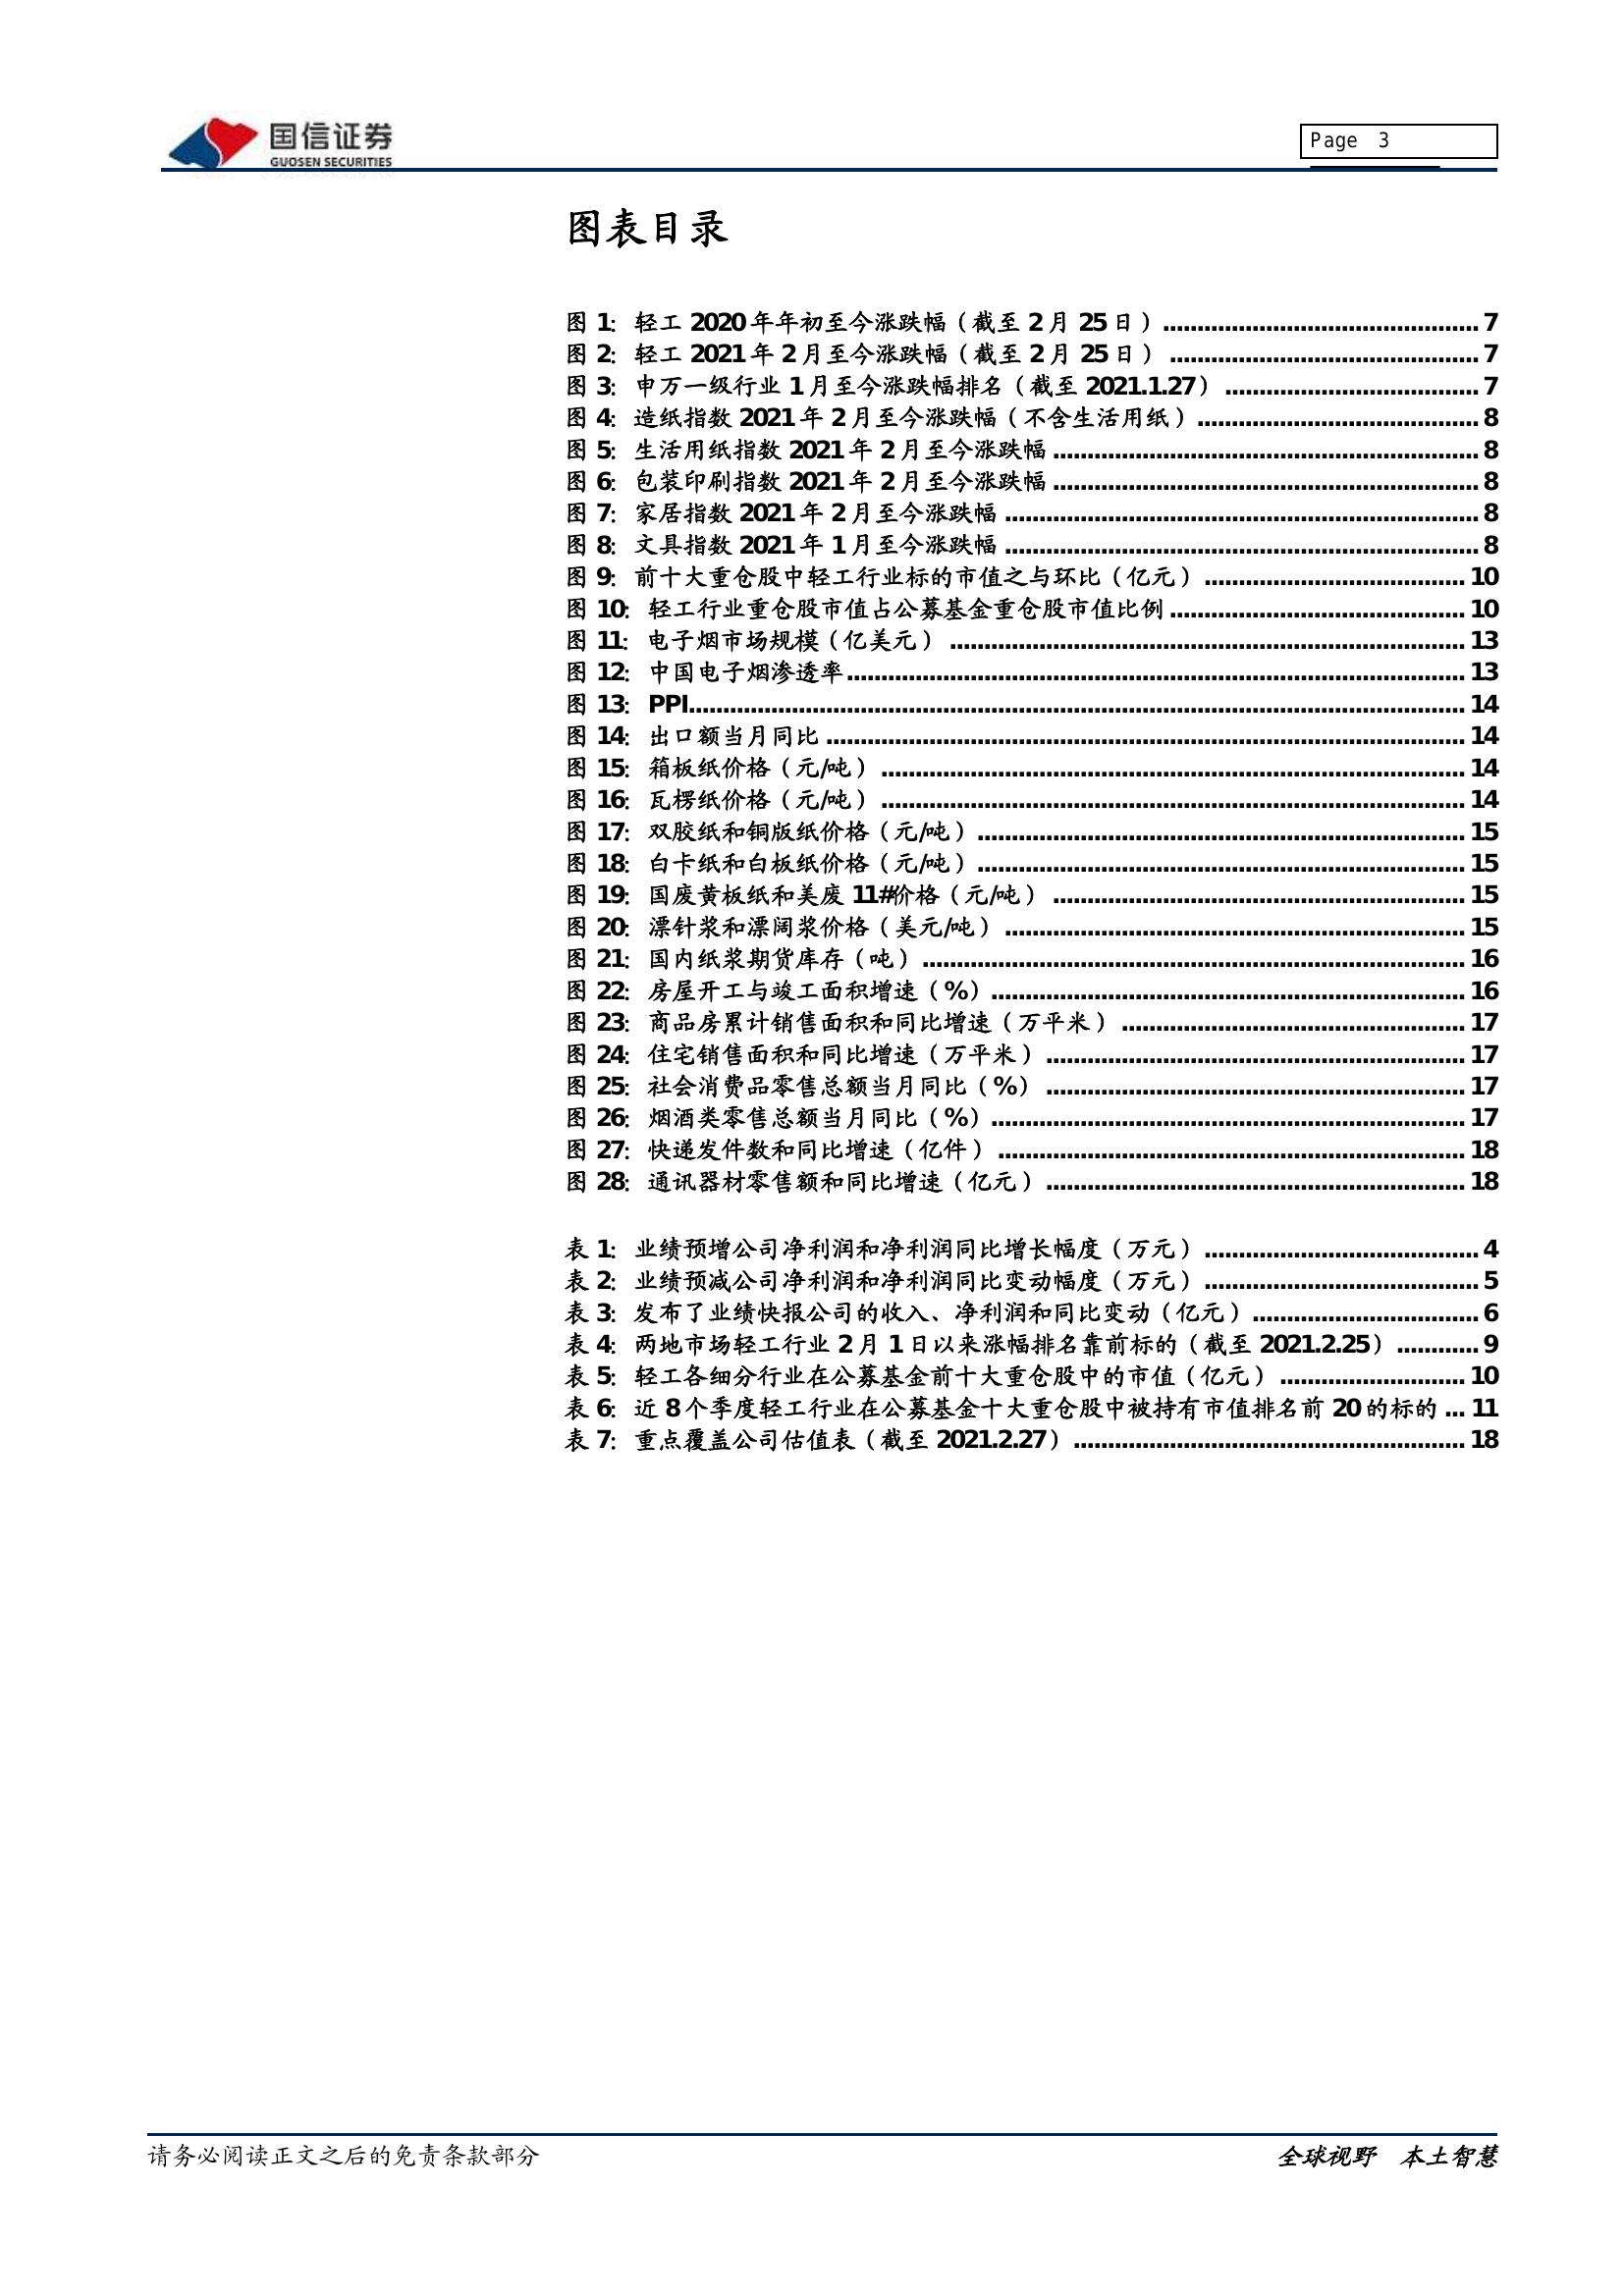 国信证券
GUOSEN SECURITIES
Page 3
图表目录
图 1: 轻工 2020 年年初至今涨跌幅（截至 2 月 25 日）...............................................7
图 2: 轻工 2021 年 2 月至今涨跌幅（截至 2 月 25 日）..............................................7
图 3: 申万一级行业 1 月至今涨跌幅排名（截至 2021.1.27）......................................7
图 4: 造纸指数 2021 年 2 月至今涨跌幅（不含生活用纸）..........................................8
图 5: 生活用纸指数 2021 年 2 月至今涨跌幅...............................................................8
图 6: 包装印刷指数 2021 年 2 月至今涨跌幅...............................................................8
图 7: 家居指数 2021 年 2 月至今涨跌幅......................................................................8
图 8: 文具指数 2021 年 1 月至今涨跌幅......................................................................8
图 9: 前十大重仓股中轻工行业标的市值之与环比（亿元）.......................................10
图 10: 轻工行业重仓股市值占公募基金重仓股市值比例............................................10
图 11: 电子烟市场规模（亿美元）.............................................................................13
图 12: 中国电子烟渗透率............................................................................................13
图 13: PPI...................................................................................................................14
图 14: 出口额当月同比...............................................................................................14
图 15: 箱板纸价格（元/吨）.......................................................................................14
图 16: 瓦楞纸价格（元/吨）.......................................................................................14
图 17: 双胶纸和铜版纸价格（元/吨）........................................................................15
图 18: 白卡纸和白板纸价格（元/吨）........................................................................15
图 19: 国废黄板纸和美废 11#价格（元/吨）.............................................................15
图 20: 漂针浆和漂阔浆价格（美元/吨）....................................................................15
图 21: 国内纸浆期货库存（吨）.................................................................................16
图 22: 房屋开工与竣工面积增速（%）......................................................................16
图 23: 商品房累计销售面积和同比增速（万平米）...................................................17
图 24: 住宅销售面积和同比增速（万平米）..............................................................17
图 25: 社会消费品零售总额当月同比（%）..............................................................17
图 26: 烟酒类零售总额当月同比（%）......................................................................17
图 27: 快递发件数和同比增速（亿件）.....................................................................18
图 28: 通讯器材零售额和同比增速（亿元）..............................................................18
表 1: 业绩预增公司净利润和净利润同比增长幅度（万元）.........................................4
表 2: 业绩预减公司净利润和净利润同比变动幅度（万元）.........................................5
表 3: 发布了业绩快报公司的收入、净利润和同比变动（亿元）..................................6
表 4: 两地市场轻工行业 2 月 1 日以来涨幅排名靠前标的（截至 2021.2.25）............9
表 5: 轻工各细分行业在公募基金前十大重仓股中的市值（亿元）............................10
表 6: 近 8 个季度轻工行业在公募基金十大重仓股中被持有市值排名前 20 的标的...11
表 7: 重点覆盖公司估值表（截至 2021.2.27）..........................................................18
请务必阅读正文之后的免责条款部分
全球视野 本土智慧